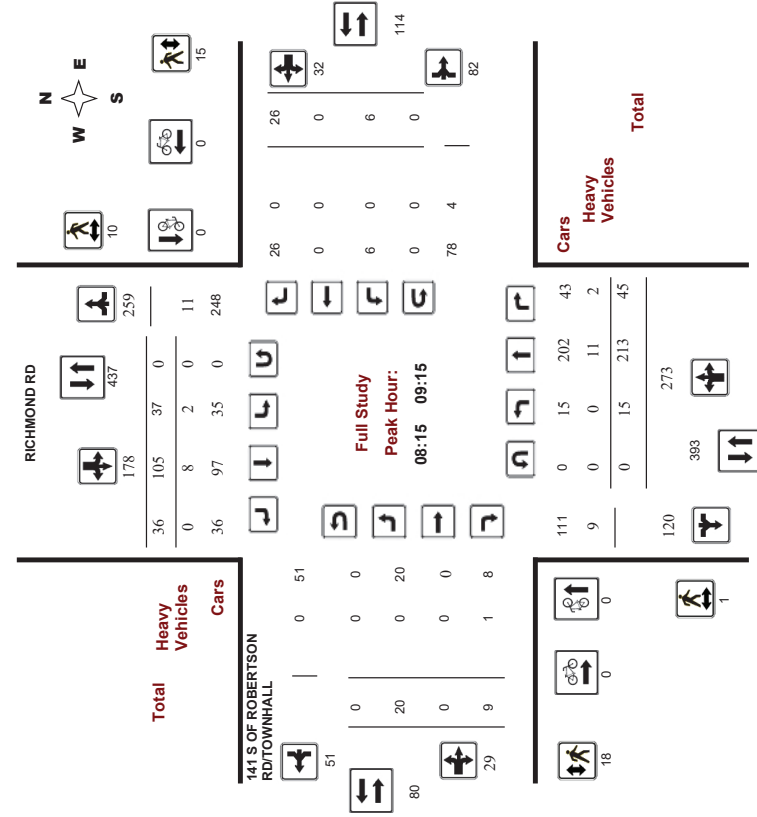 N
W E
S
15
0
10
0
RICHMOND RD
437
178
259
36 105 37 0
0 8 2 0 11
36 97 35 0 248
Total
Heavy
Vehicles
Cars
141 S OF ROBERTSON
RD/TOWNHALL
51
0 51
0 0 0
20 0 20
0 0 0
9 1 8
80
29
Full Study
Peak Hour:
08:15 09:15
114
32
82
26 0 26
0 0 0
6 0 6
0 0 0
78 4
Cars
Heavy
Vehicles
Total
111 0 15 202 43
9 0 0 11 2
0 15 213 45
120
273
393
0
0
18
1